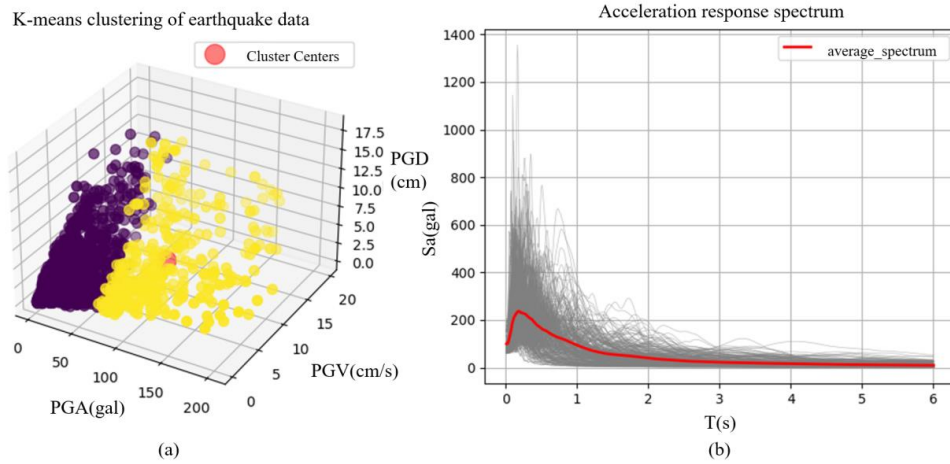 K-means clustering of earthquake data
Cluster Centers
17.5
15.0
12.5
10.0
7.5
5.0
2.5
0.0
PGD
(cm)
0
50
100
150
200
PGA(gal)
0
5
10
15
20
PGV(cm/s)
(a)
Acceleration response spectrum
average_spectrum
1400
1200
1000
800
600
400
200
0
Sa(gal)
0 1 2 3 4 5 6
T(s)
(b)